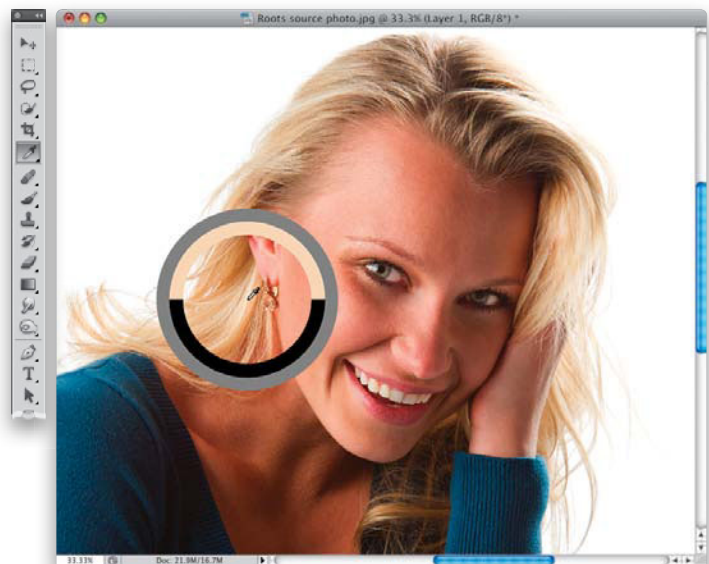 Roots source photo.jpg @ 33.3% (Layer 1, RGB/8*) *
33.33%
Doc: 21.9M/16.7M